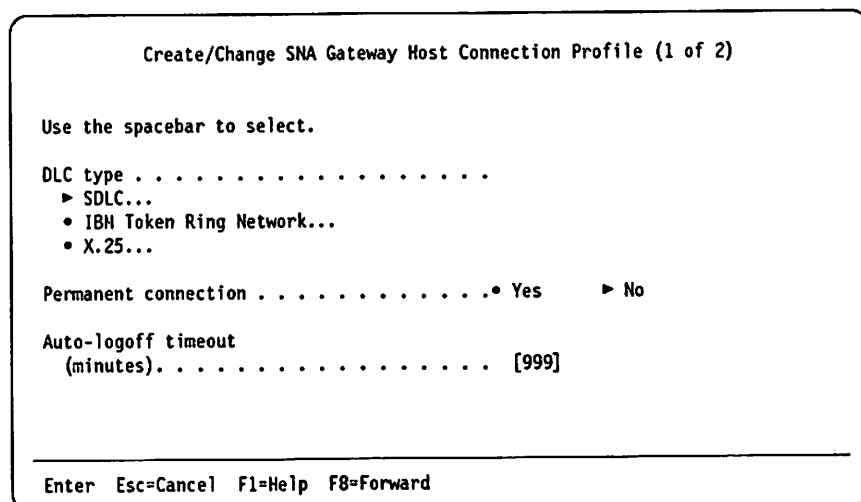 Create/Change SNA Gateway Host Connection Profile (1 of 2)
Use the spacebar to select.
DLC type . . . . . . . . . . . . . . . . . . .
► SDLC...
• IBM Token Ring Network...
• X.25...
Permanent connection . . . . . . . . . . . . .• Yes ► No
Auto-logoff timeout
(minutes). . . . . . . . . . . . . . . . . . [999]
Enter Esc=Cancel F1=Help F8=Forward